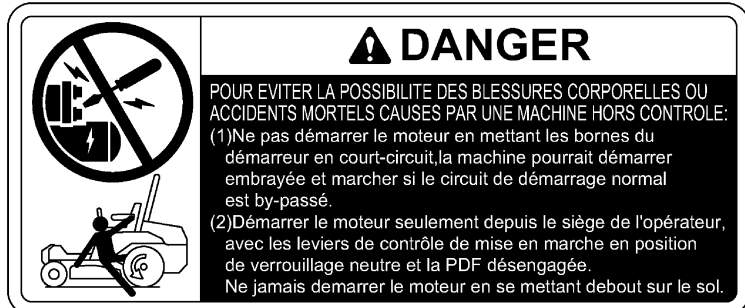 DANGER
POUR EVITER LA POSSIBILITE DES BLESSURES CORPORELLES OU
ACCIDENTS MORTELS CAUSES PAR UNE MACHINE HORS CONTROLE:
(1)Ne pas démarrer le moteur en mettant les bornes du
démarreur en court-circuit,la machine pourrait démarrer
embrayée et marcher si le circuit de démarrage normal
est by-passé.
(2)Démarrer le moteur seulement depuis le siège de l'opérateur,
avec les leviers de contrôle de mise en marche en position
de verrouillage neutre et la PDF désengagée.
Ne jamais demarrer le moteur en se mettant debout sur le sol.